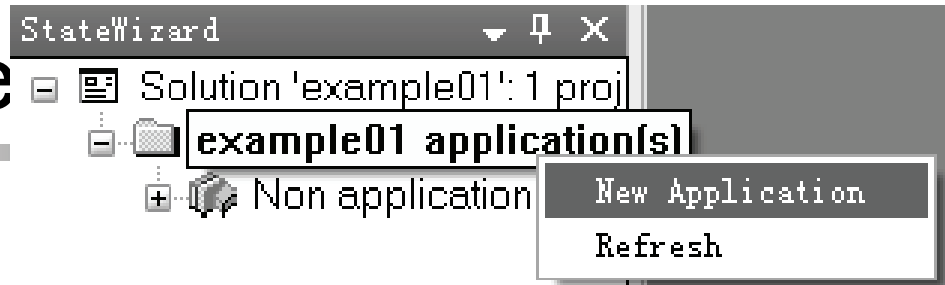 StateWizard
e
Solution 'example01': 1 proj
example01 application(s)
Non application
New Application
Refresh